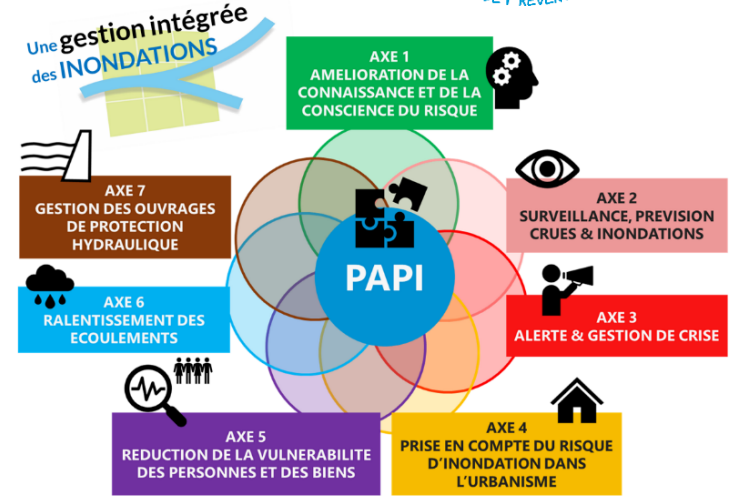 Une gestion intégrée
des INONDATIONS
AXE 1
AMELIORATION DE LA
CONNAISSANCE ET DE LA
CONSCIENCE DU RISQUE
AXE 7
GESTION DES OUVRAGES
DE PROTECTION
HYDRAULIQUE
AXE 2
SURVEILLANCE, PREVISION
CRUES & INONDATIONS
PAPI
AXE 6
RALENTISSEMENT DES
ECOULEMENTS
AXE 3
ALERTE & GESTION DE CRISE
AXE 5
REDUCTION DE LA VULNERABILITE
DES PERSONNES ET DES BIENS
AXE 4
PRISE EN COMPTE DU RISQUE
D’INONDATION DANS
L’URBANISME